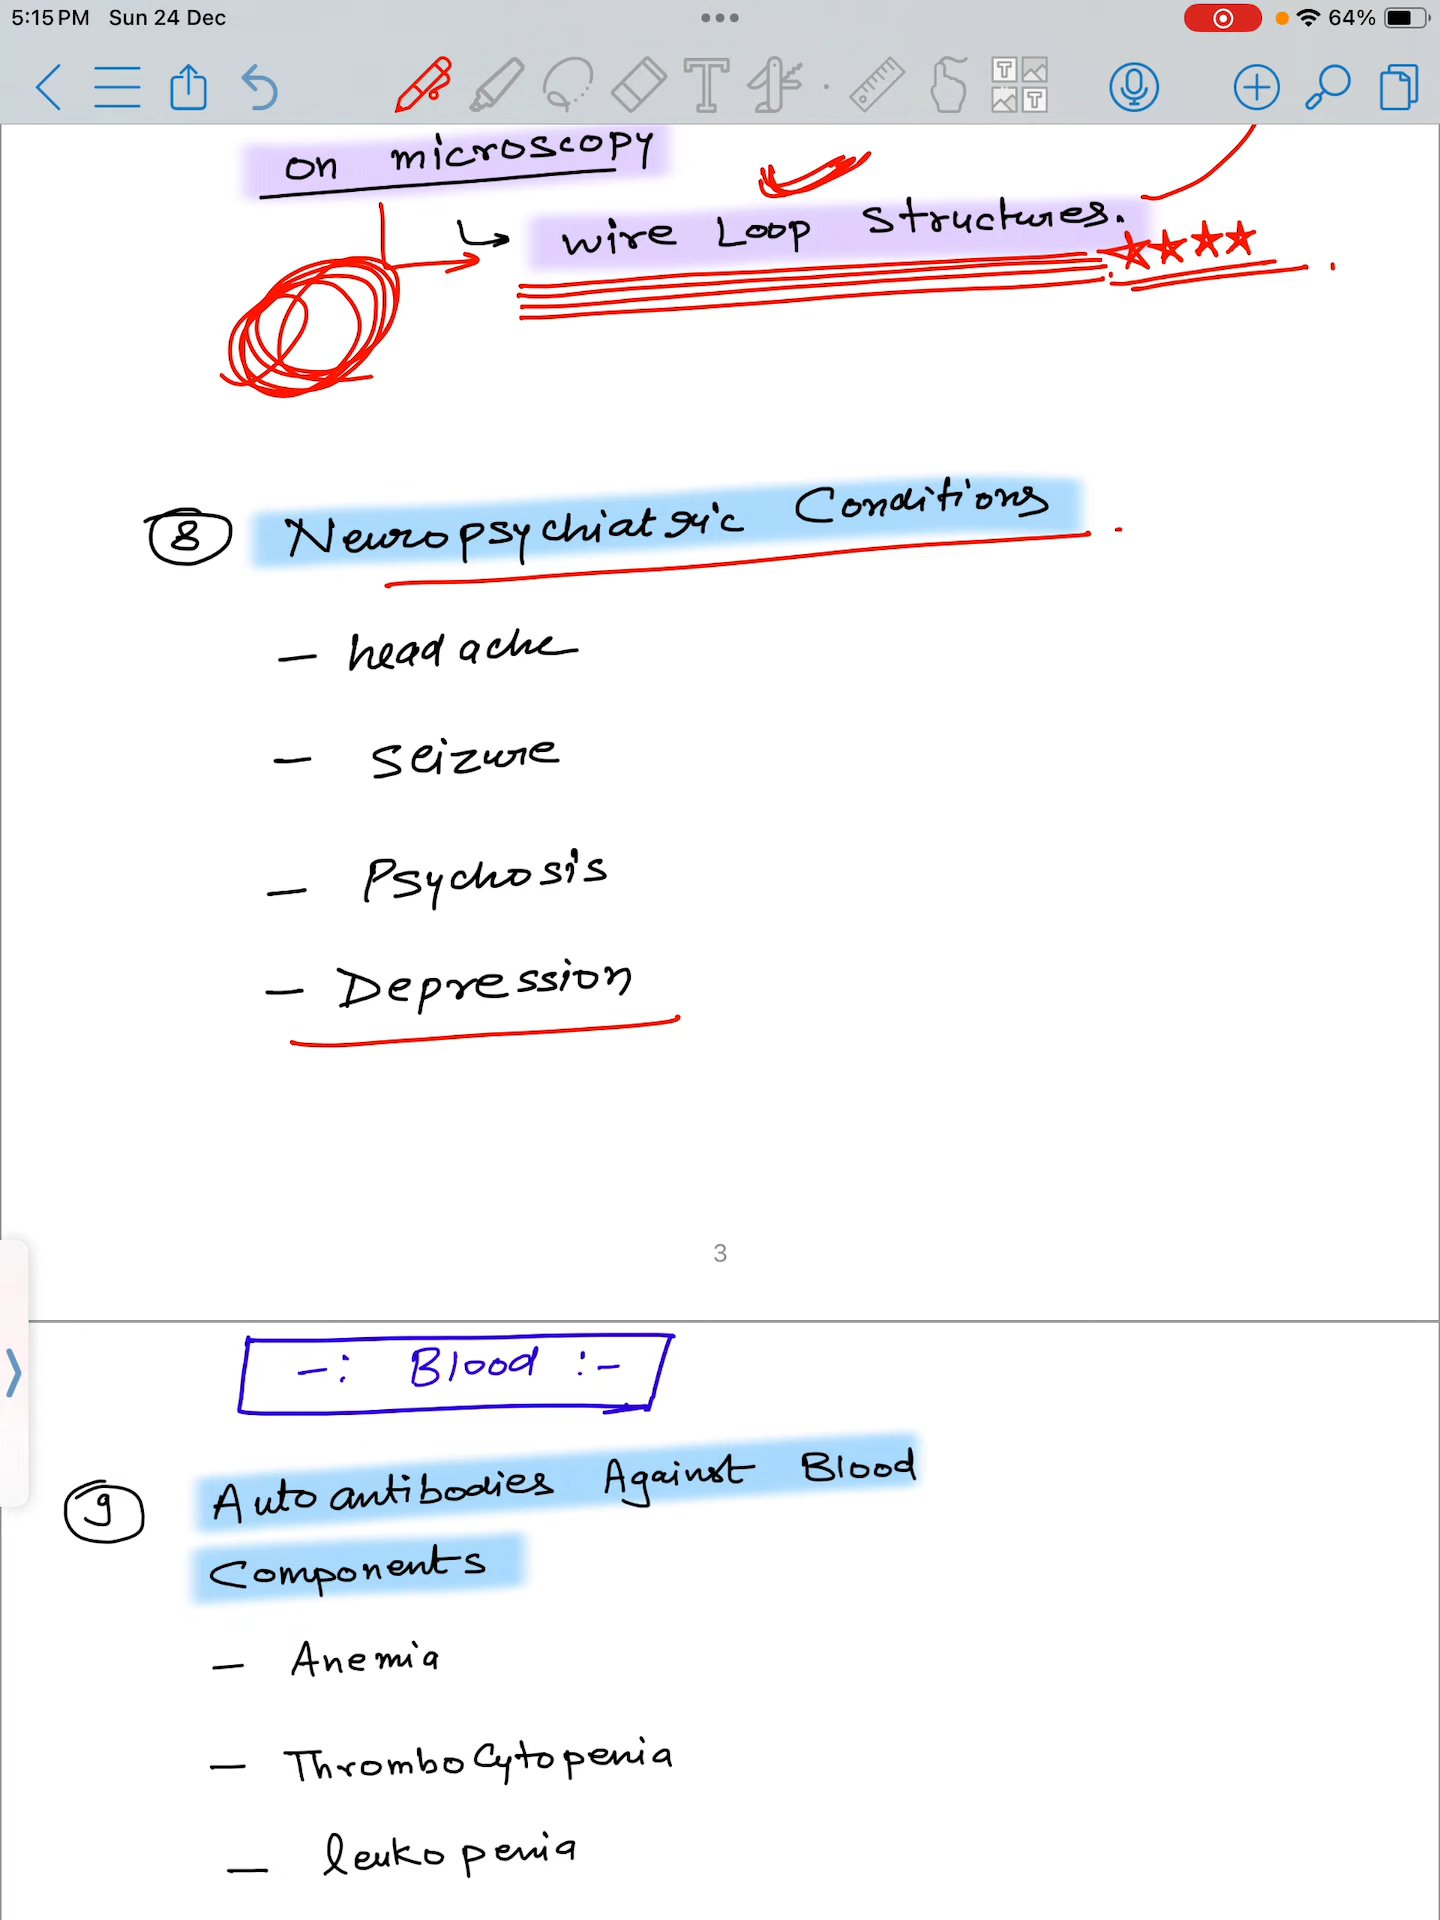 5:15 PM Sun 24 Dec
64%
on microscopy
↳ wire Loop structures.
8 Neuropsychiatric Conditions
- headache
- seizure
- Psychosis
- Depression
3
-: Blood :-
9 Autoantibodies Against Blood
Components
- Anemia
- ThromboCytopenia
- leukopenia